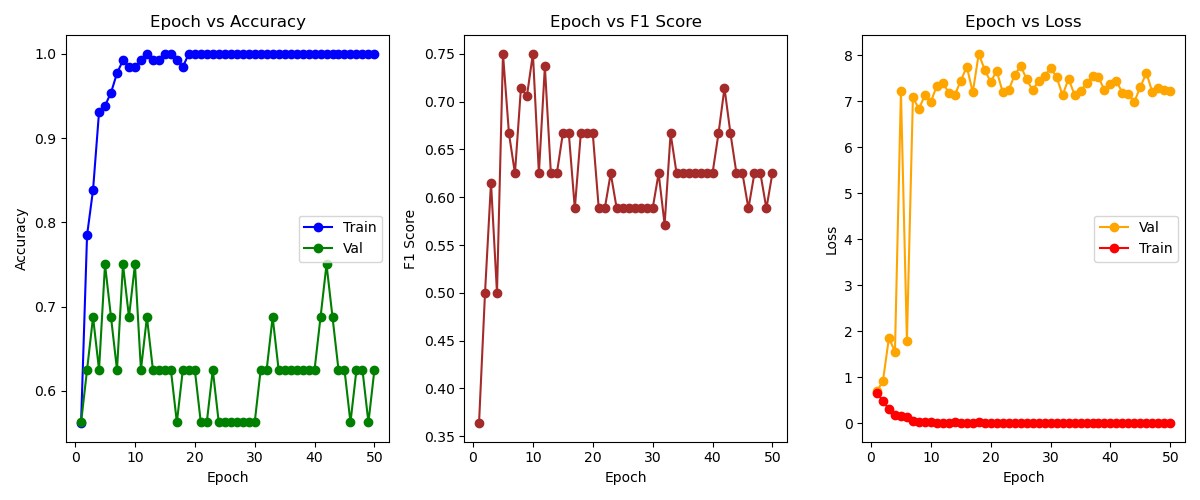 Epoch vs Accuracy
1.0
0.9
0.8
0.7
0.6
Accuracy
0 10 20 30 40 50
Epoch
Train
Val
Epoch vs F1 Score
0.75
0.70
0.65
0.60
0.55
0.50
0.45
0.40
0.35
F1 Score
0 10 20 30 40 50
Epoch
Epoch vs Loss
8
7
6
5
4
3
2
1
0
Loss
0 10 20 30 40 50
Epoch
Val
Train